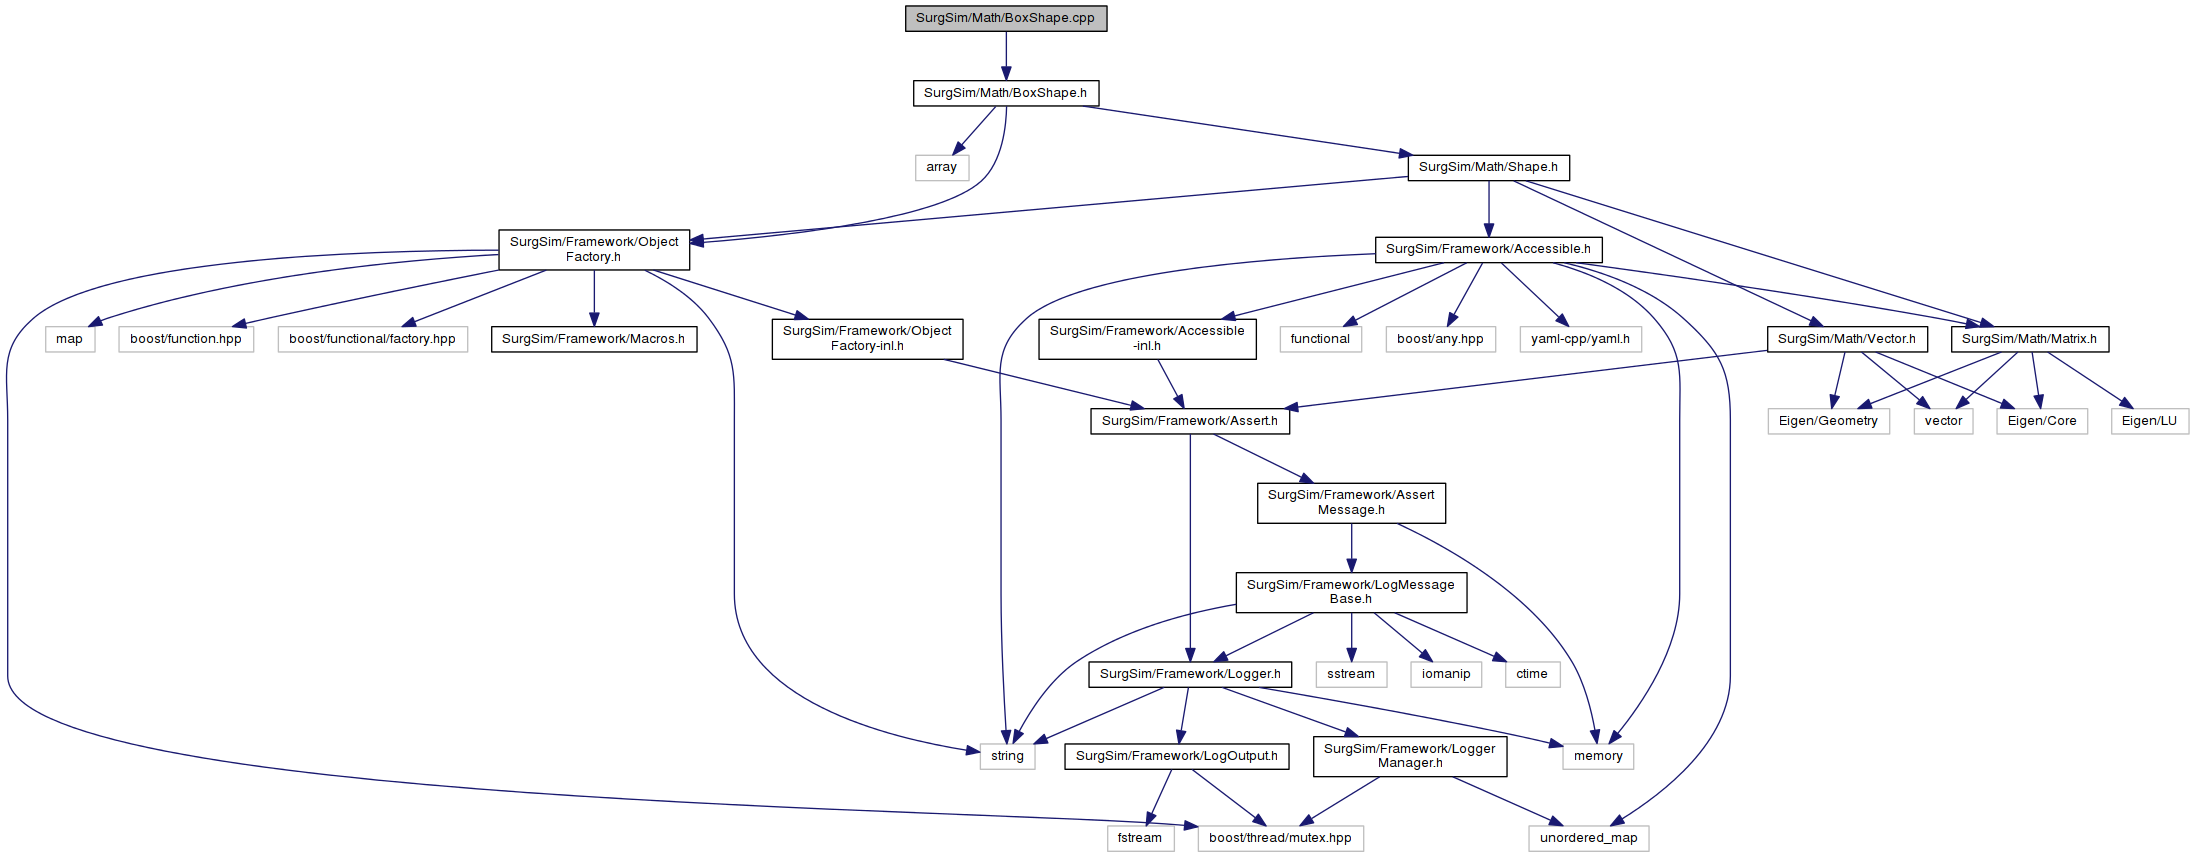 SurgSim/Math/BoxShape.cpp
SurgSim/Math/BoxShape.h
array
SurgSim/Math/Shape.h
SurgSim/Framework/Object
Factory.h
SurgSim/Framework/Accessible.h
map
boost/function.hpp
boost/functional/factory.hpp
SurgSim/Framework/Macros.h
SurgSim/Framework/Object
Factory-inl.h
SurgSim/Framework/Accessible
-inl.h
functional
boost/any.hpp
yaml-cpp/yaml.h
SurgSim/Math/Vector.h
SurgSim/Math/Matrix.h
SurgSim/Framework/Assert.h
Eigen/Geometry
vector
Eigen/Core
Eigen/LU
SurgSim/Framework/Assert
Message.h
SurgSim/Framework/LogMessage
Base.h
SurgSim/Framework/Logger.h
sstream
iomanip
ctime
string
SurgSim/Framework/LogOutput.h
SurgSim/Framework/Logger
Manager.h
memory
fstream
boost/thread/mutex.hpp
unordered_map